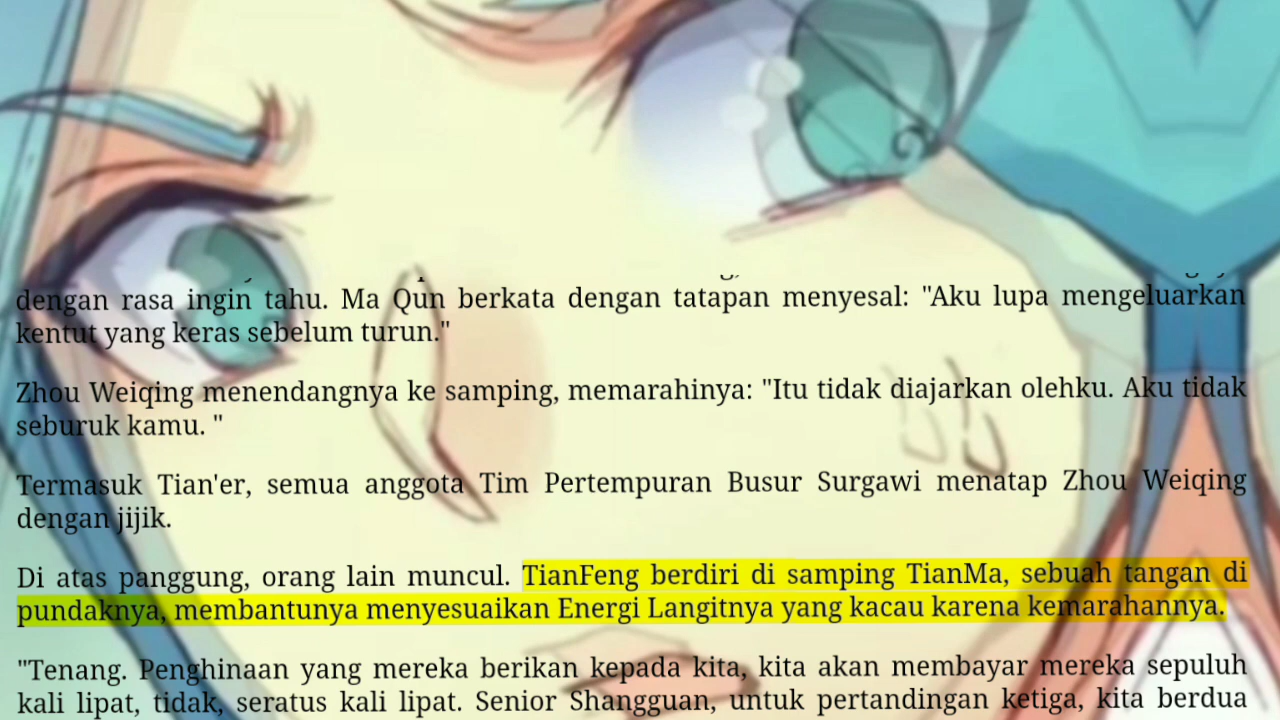 dengan rasa ingin tahu. Ma Qun berkata dengan tatapan menyesal: "Aku lupa mengeluarkan
kentut yang keras sebelum turun."
Zhou Weiqing menendangnya ke samping, memarahinya: "Itu tidak diajarkan olehku. Aku tidak
seburuk kamu. "
Termasuk Tian'er, semua anggota Tim Pertempuran Busur Surgawi menatap Zhou Weiqing
dengan jijik.
Di atas panggung, orang lain muncul. TianFeng berdiri di samping TianMa, sebuah tangan di
pundaknya, membantunya menyesuaikan Energi Langitnya yang kacau karena kemarahannya.
"Tenang. Penghinaan yang mereka berikan kepada kita, kita akan membayar mereka sepuluh
kali lipat, tidak, seratus kali lipat. Senior Shangguan, untuk pertandingan ketiga, kita berdua